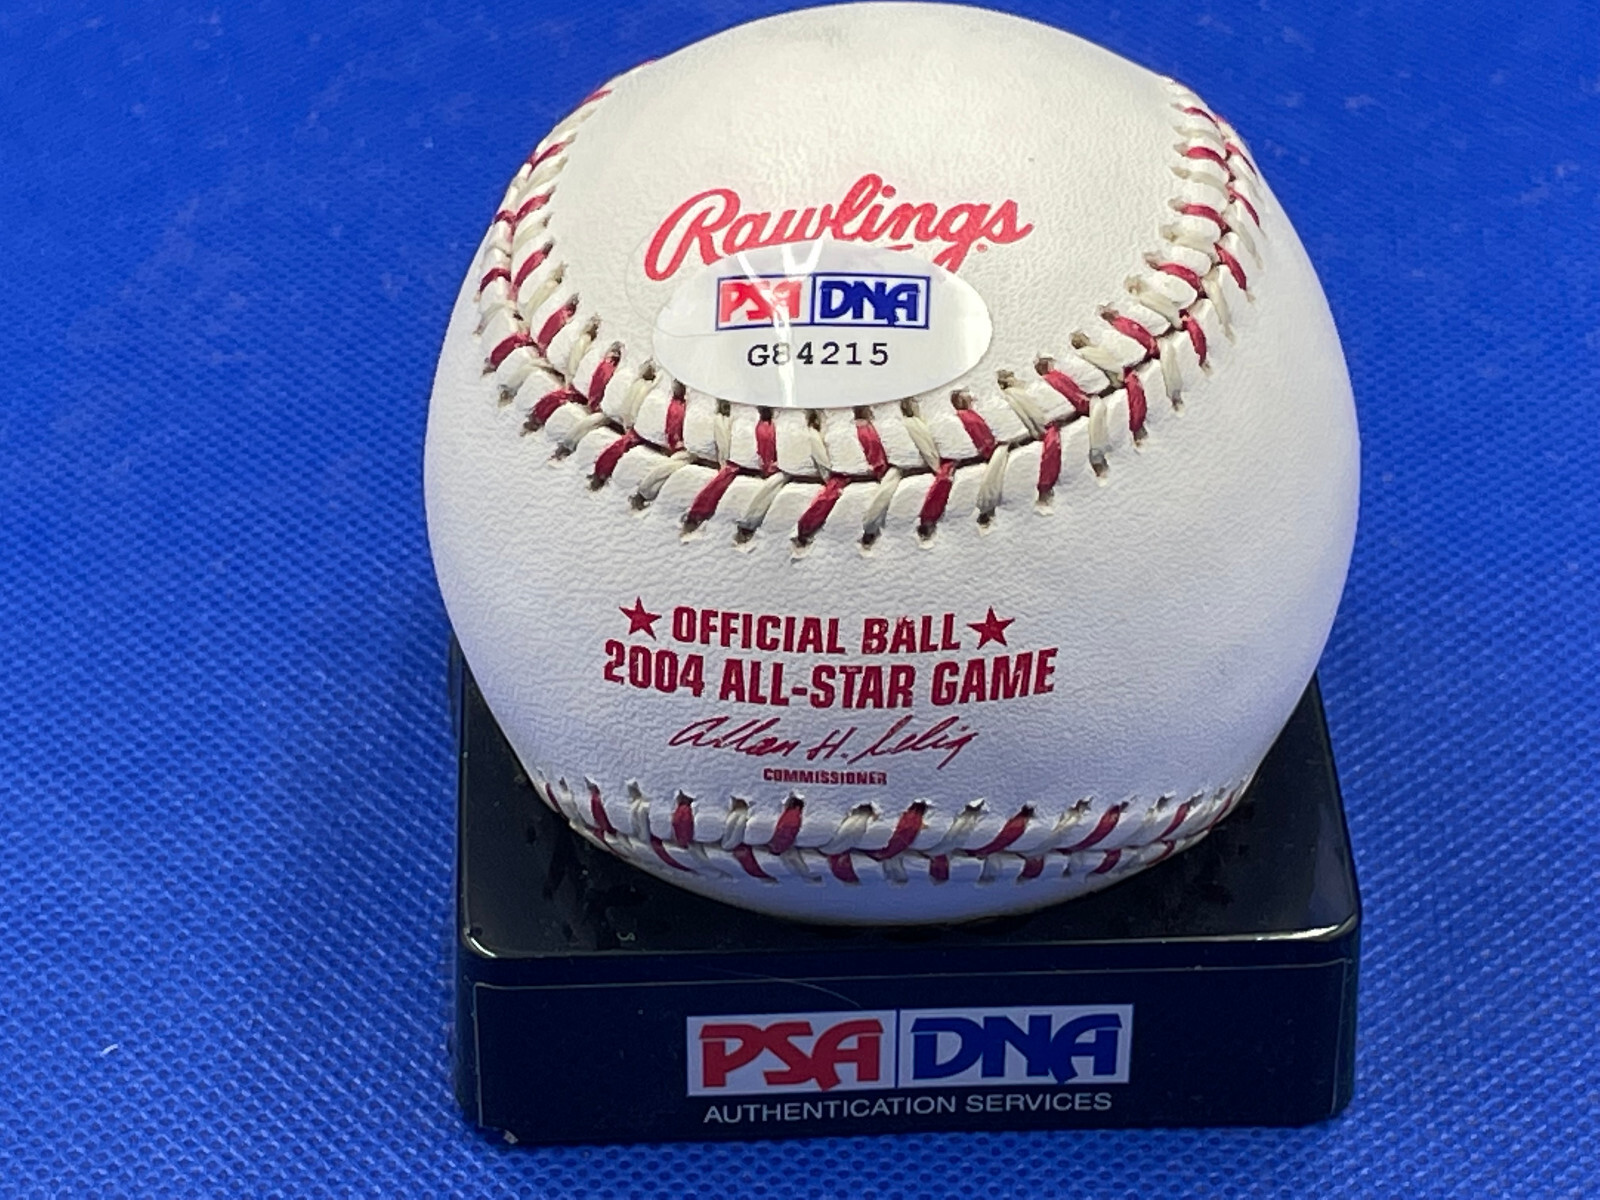 Rawlings
PSA DNA
G84215
★ OFFICIAL BALL ★
2004 ALL-STAR GAME
Allan H. Selig
COMMISSIONER
PSA DNA
AUTHENTICATION SERVICES